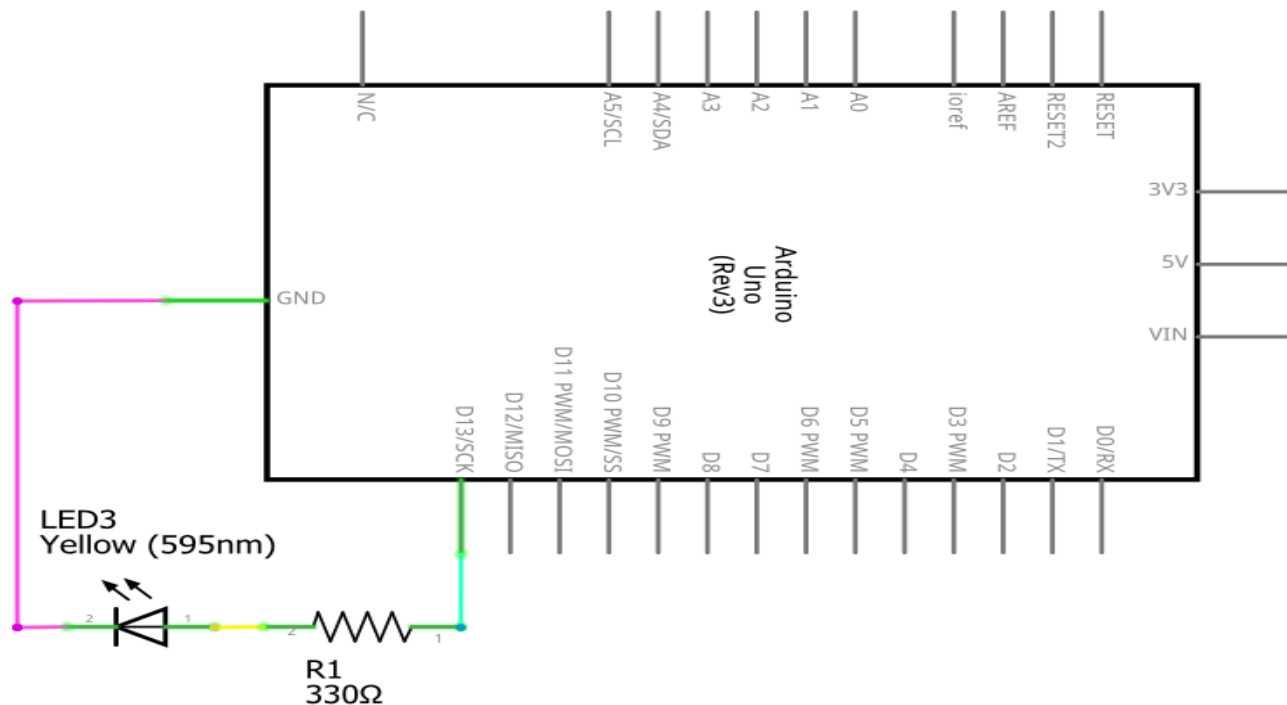 N/C
A5/SCL
A4/SDA
A3
A2
A1
A0
ioref
AREF
RESET2
RESET
3V3
5V
VIN
Arduino
Uno
(Rev3)
GND
D13/SCK
D12/MISO
D11 PWM/MOSI
D10 PWM/SS
D9 PWM
D8
D7
D6 PWM
D5 PWM
D4
D3 PWM
D2
D1/TX
D0/RX
LED3
Yellow (595nm)
2
1
2
1
R1
330Ω